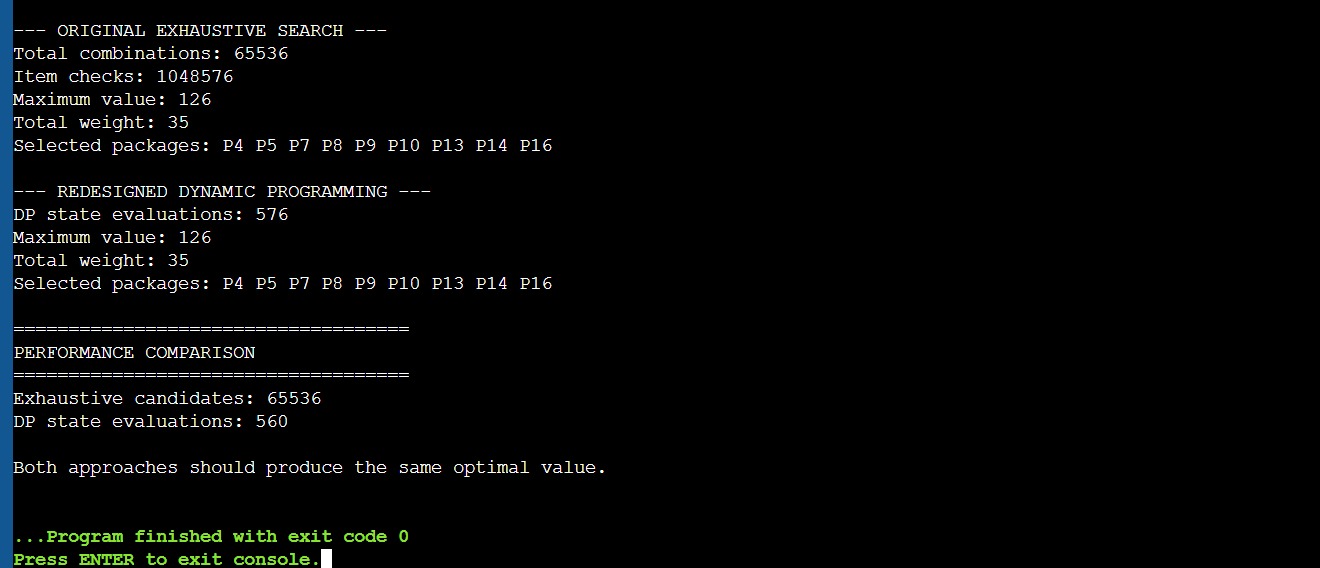 --- ORIGINAL EXHAUSTIVE SEARCH ---
Total combinations: 65536
Item checks: 1048576
Maximum value: 126
Total weight: 35
Selected packages: P4 P5 P7 P8 P9 P10 P13 P14 P16
--- REDESIGNED DYNAMIC PROGRAMMING ---
DP state evaluations: 576
Maximum value: 126
Total weight: 35
Selected packages: P4 P5 P7 P8 P9 P10 P13 P14 P16
====================================
PERFORMANCE COMPARISON
====================================
Exhaustive candidates: 65536
DP state evaluations: 560
Both approaches should produce the same optimal value.
...Program finished with exit code 0
Press ENTER to exit console.